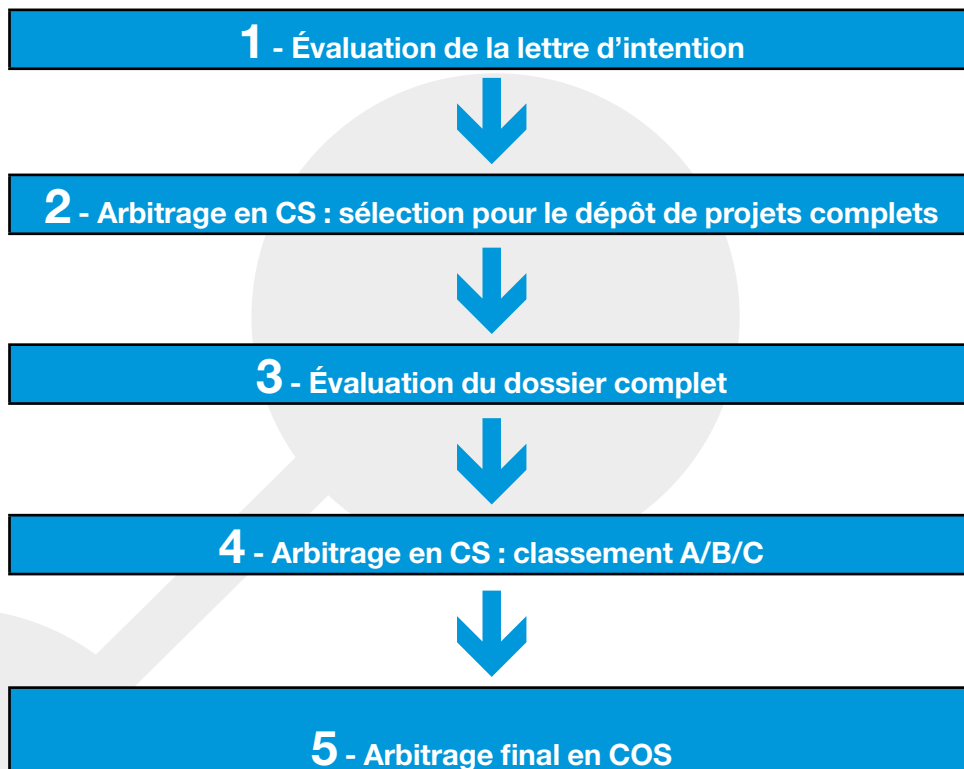 1 - Évaluation de la lettre d’intention
2 - Arbitrage en CS : sélection pour le dépôt de projets complets
3 - Évaluation du dossier complet
4 - Arbitrage en CS : classement A/B/C
5 - Arbitrage final en COS